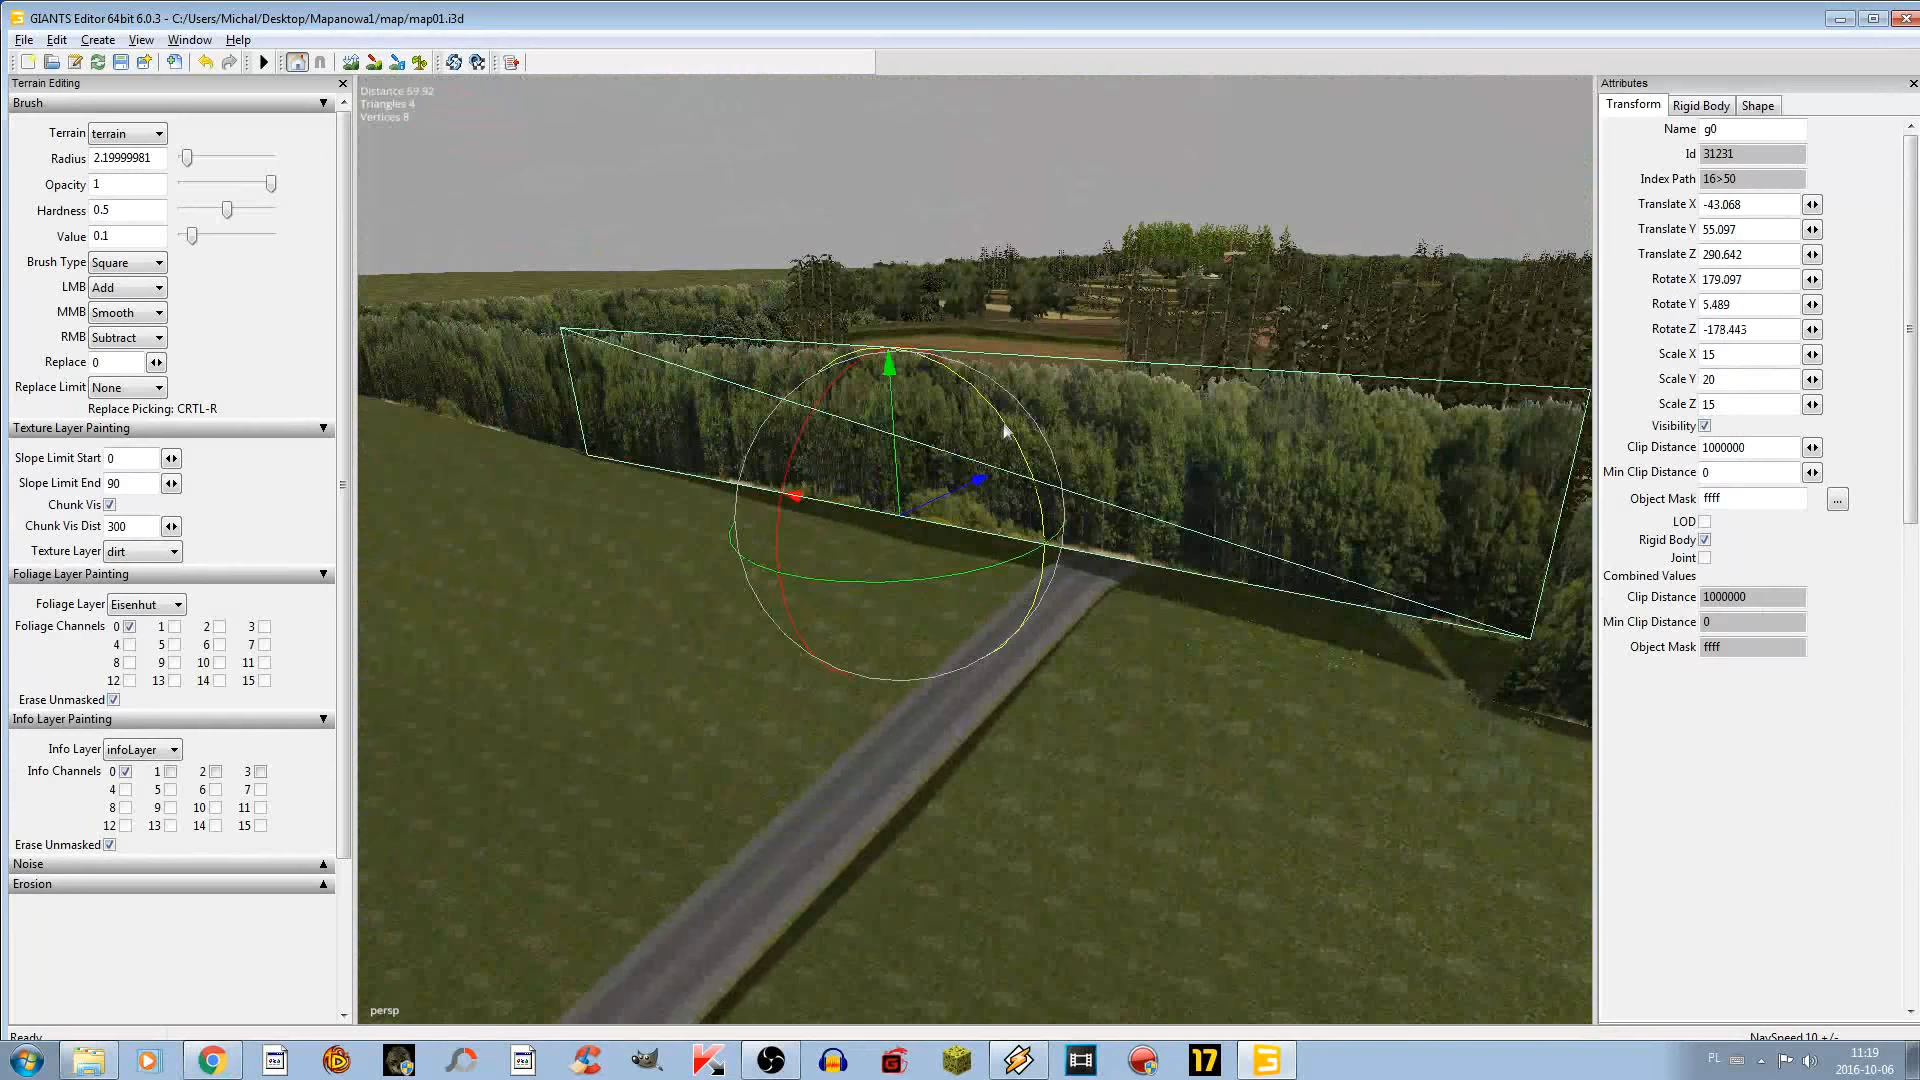 GIANTS Editor 64bit 6.0.3 - C:/Users/Michal/Desktop/Mapanowa1/map/map01.i3d
File Edit Create View Window Help
Terrain Editing
Brush
Terrain terrain
Radius 2.19999981
Opacity 1
Hardness 0.5
Value 0.1
Brush Type Square
LMB Add
MMB Smooth
RMB Subtract
Replace 0
Replace Limit None
Replace Picking: CRTL-R
Texture Layer Painting
Slope Limit Start 0
Slope Limit End 90
Chunk Vis
Chunk Vis Dist 300
Texture Layer dirt
Foliage Layer Painting
Foliage Layer Eisenhut
Foliage Channels 0 1 2 3
4 5 6 7
8 9 10 11
12 13 14 15
Erase Unmasked
Info Layer Painting
Info Layer infoLayer
Info Channels 0 1 2 3
4 5 6 7
8 9 10 11
12 13 14 15
Erase Unmasked
Noise
Erosion
Ready
Distance 59.92
Triangles 4
Vertices 8
persp
Attributes
Transform Rigid Body Shape
Name g0
Id 31231
Index Path 16>50
Translate X -43.068
Translate Y 55.097
Translate Z 290.642
Rotate X 179.097
Rotate Y 5.489
Rotate Z -178.443
Scale X 15
Scale Y 20
Scale Z 15
Visibility
Clip Distance 1000000
Min Clip Distance 0
Object Mask ffff ...
LOD
Rigid Body
Joint
Combined Values
Clip Distance 1000000
Min Clip Distance 0
Object Mask ffff
NavSpeed 10 +/-
17
PL
11:19
2016-10-06